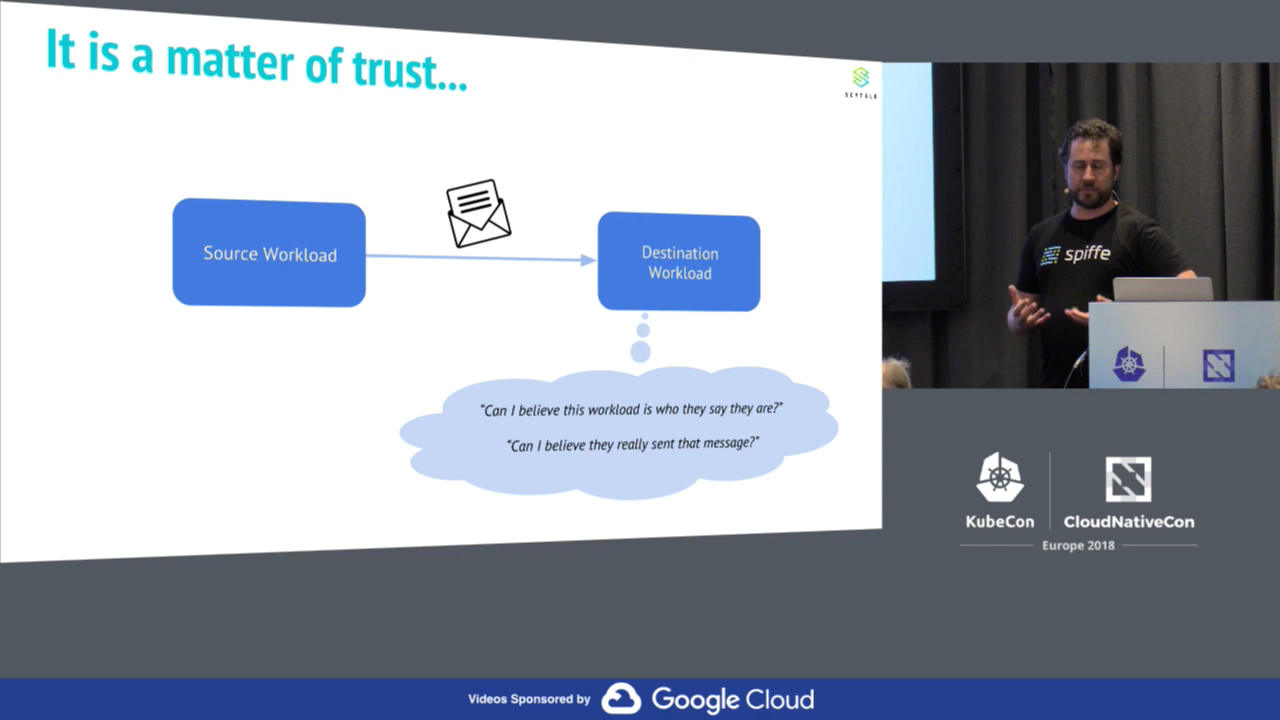 It is a matter of trust...
SCYTALE
Source Workload
Destination
Workload
"Can I believe this workload is who they say they are?"
"Can I believe they really sent that message?"
spiffe
KubeCon
CloudNativeCon
Europe 2018
Videos Sponsored by Google Cloud